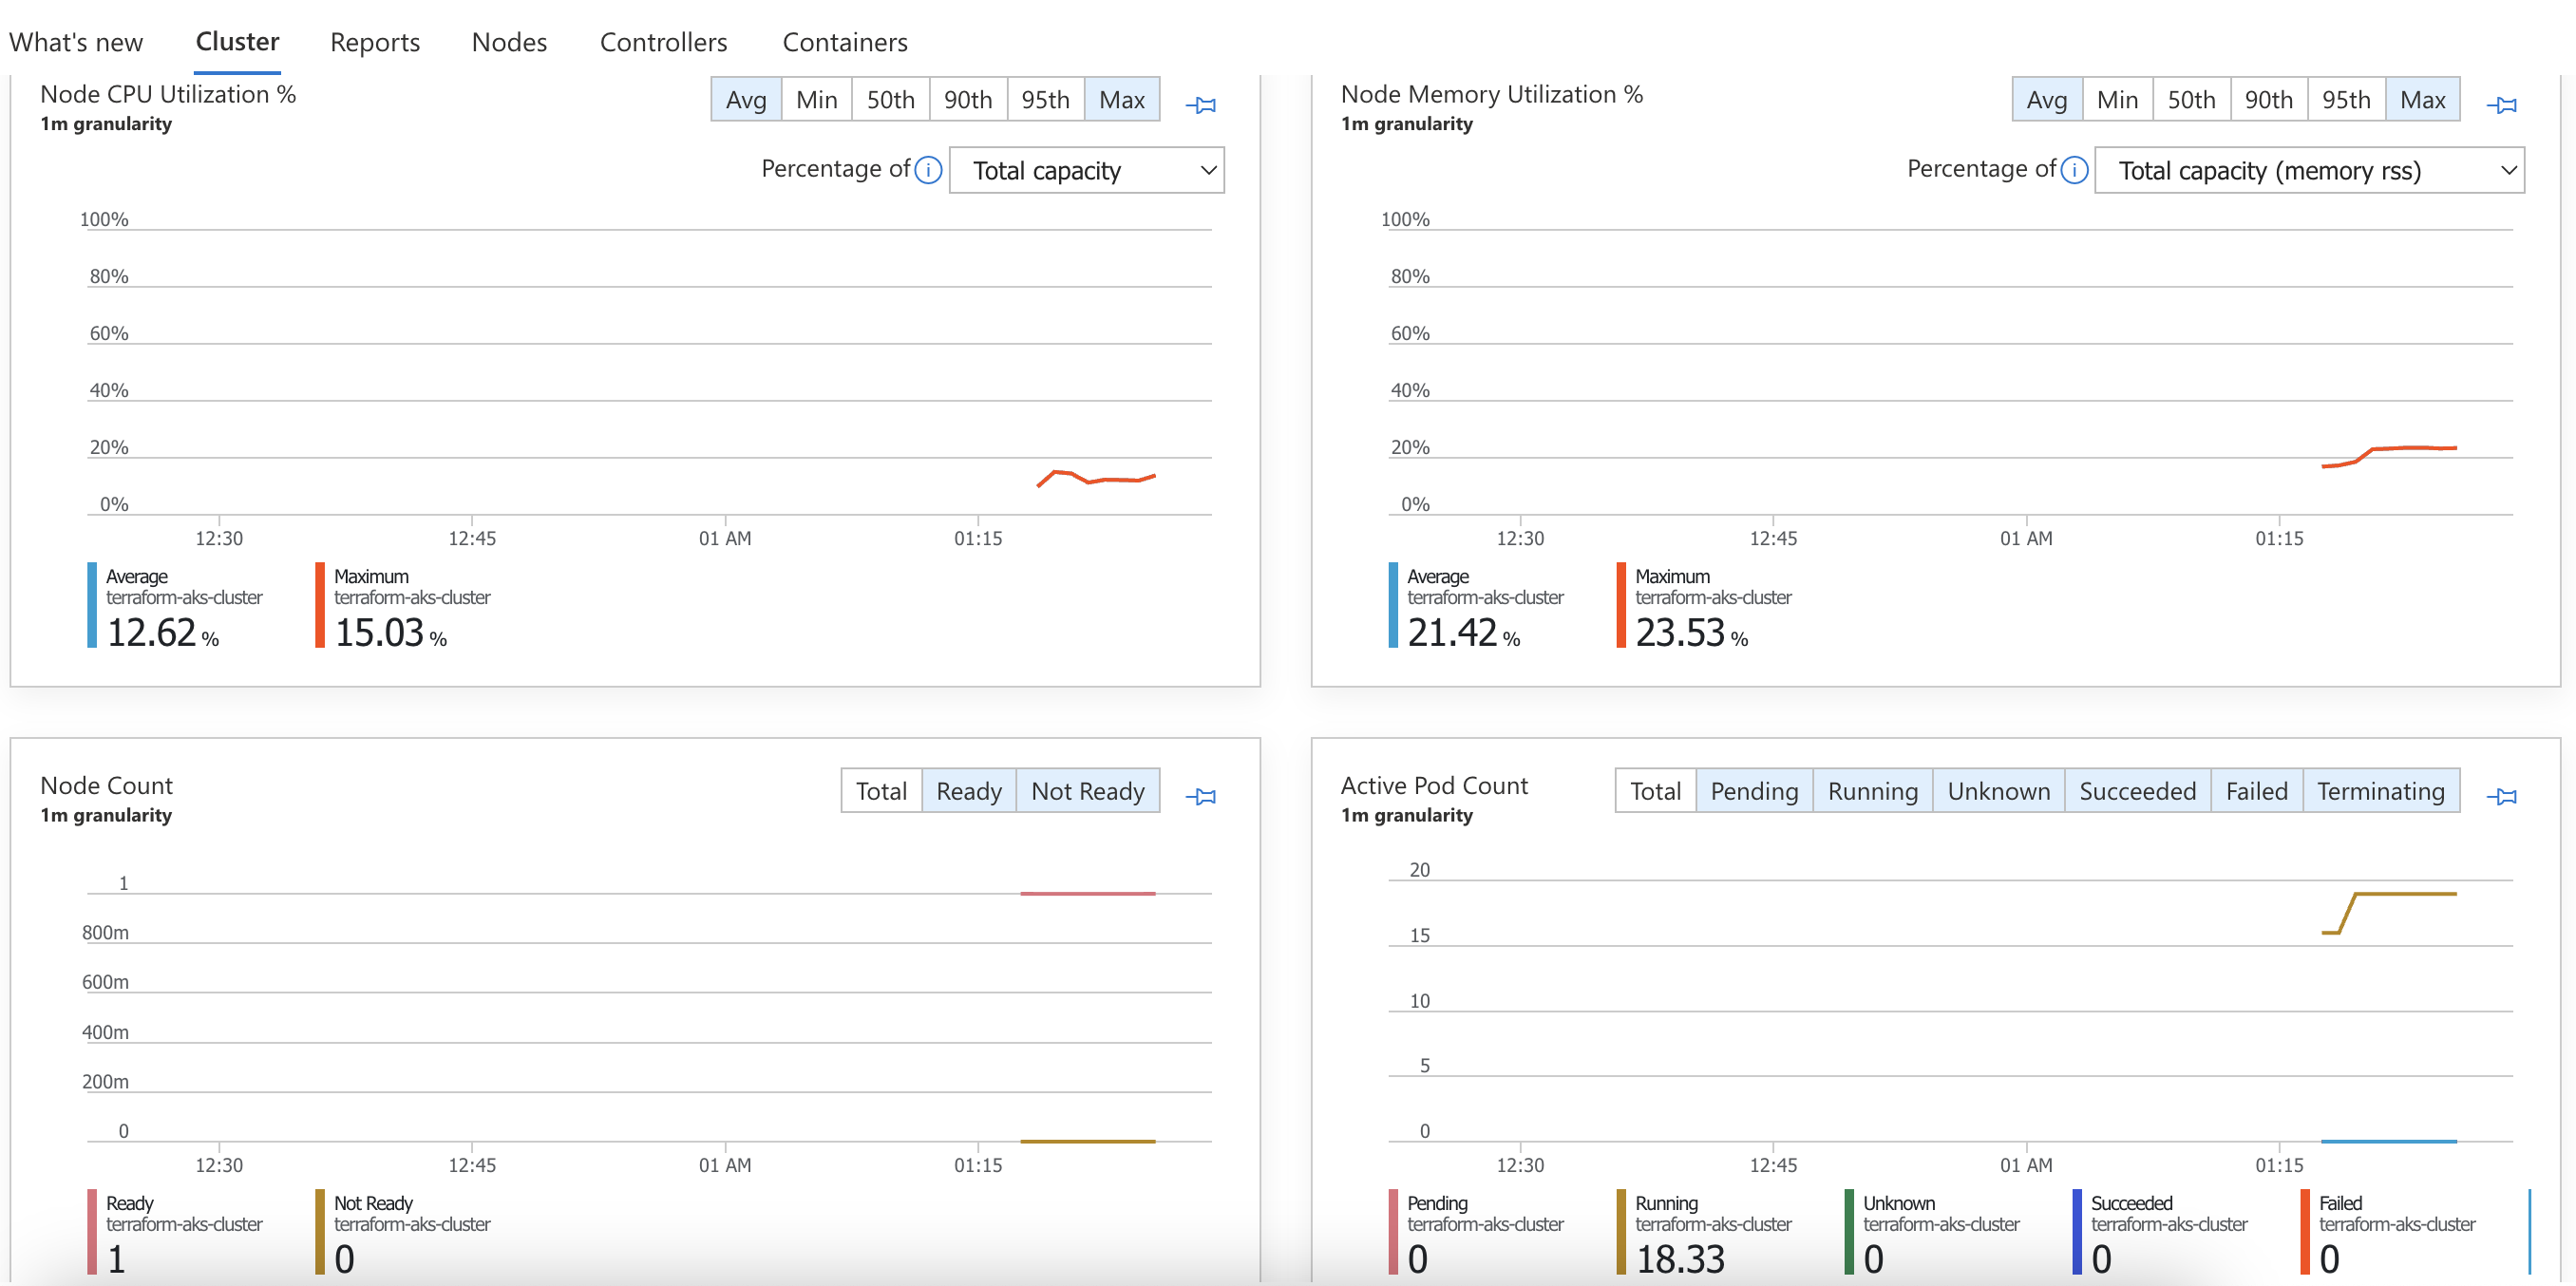 What's new Cluster Reports Nodes Controllers Containers
Node CPU Utilization %
1m granularity
Avg Min 50th 90th 95th Max
Percentage of Total capacity
100%
80%
60%
40%
20%
0%
12:30 12:45 01 AM 01:15
Average
terraform-aks-cluster
12.62 %
Maximum
terraform-aks-cluster
15.03 %
Node Memory Utilization %
1m granularity
Avg Min 50th 90th 95th Max
Percentage of Total capacity (memory rss)
100%
80%
60%
40%
20%
0%
12:30 12:45 01 AM 01:15
Average
terraform-aks-cluster
21.42 %
Maximum
terraform-aks-cluster
23.53 %
Node Count
1m granularity
Total Ready Not Ready
1
800m
600m
400m
200m
0
12:30 12:45 01 AM 01:15
Ready
terraform-aks-cluster
1
Not Ready
terraform-aks-cluster
0
Active Pod Count
1m granularity
Total Pending Running Unknown Succeeded Failed Terminating
20
15
10
5
0
12:30 12:45 01 AM 01:15
Pending
terraform-aks-cluster
0
Running
terraform-aks-cluster
18.33
Unknown
terraform-aks-cluster
0
Succeeded
terraform-aks-cluster
0
Failed
terraform-aks-cluster
0